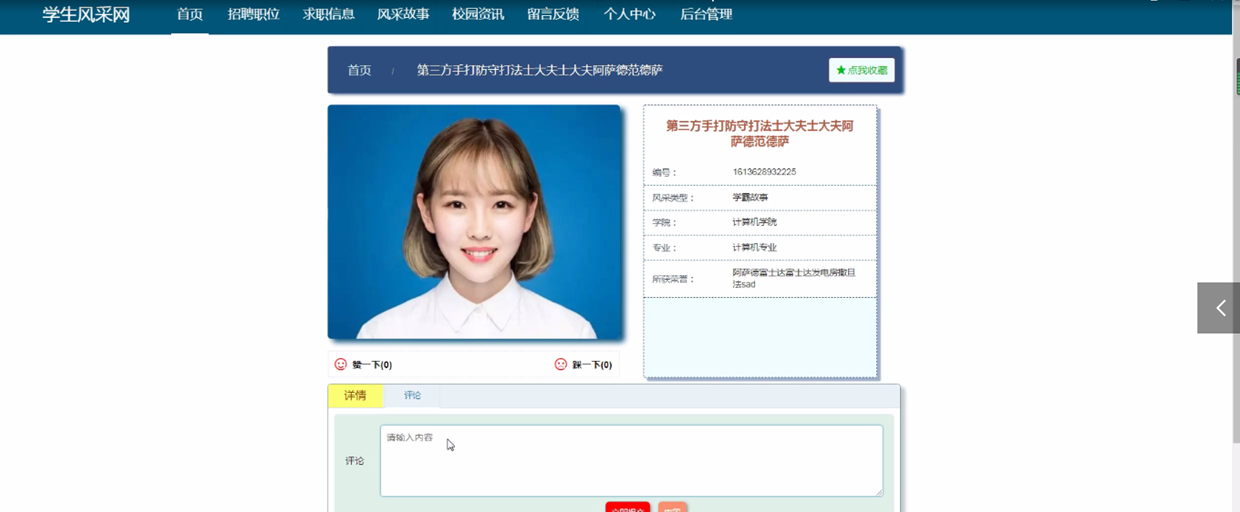 学生风采网 首页 招聘职位 求职信息 风采故事 校园资讯 留言反馈 个人中心 后台管理
首页 / 第三方手打防守打法士大夫士大夫阿萨德范德萨 ★点我收藏
第三方手打防守打法士大夫士大夫阿
萨德范德萨
编号： 1613628932225
风采类型： 学霸故事
学院： 计算机学院
专业： 计算机专业
所获荣誉： 阿萨德富士达富士达发电房撒旦
法sad
赞一下(0) 踩一下(0)
详情 评论
请输入内容
评论